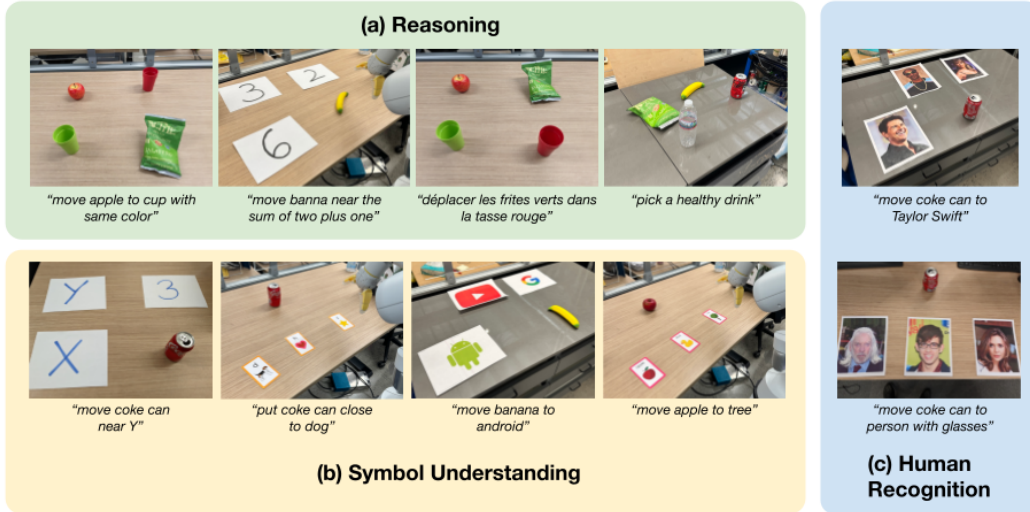 (a) Reasoning
3
2
6
"move apple to cup with
same color"
"move banna near the
sum of two plus one"
"déplacer les frites verts dans
la tasse rouge"
"pick a healthy drink"
Y
3
X
"move coke can
near Y"
"put coke can close
to dog"
"move banana to
android"
"move apple to tree"
(b) Symbol Understanding
"move coke can to
Taylor Swift"
"move coke can to
person with glasses"
(c) Human
Recognition